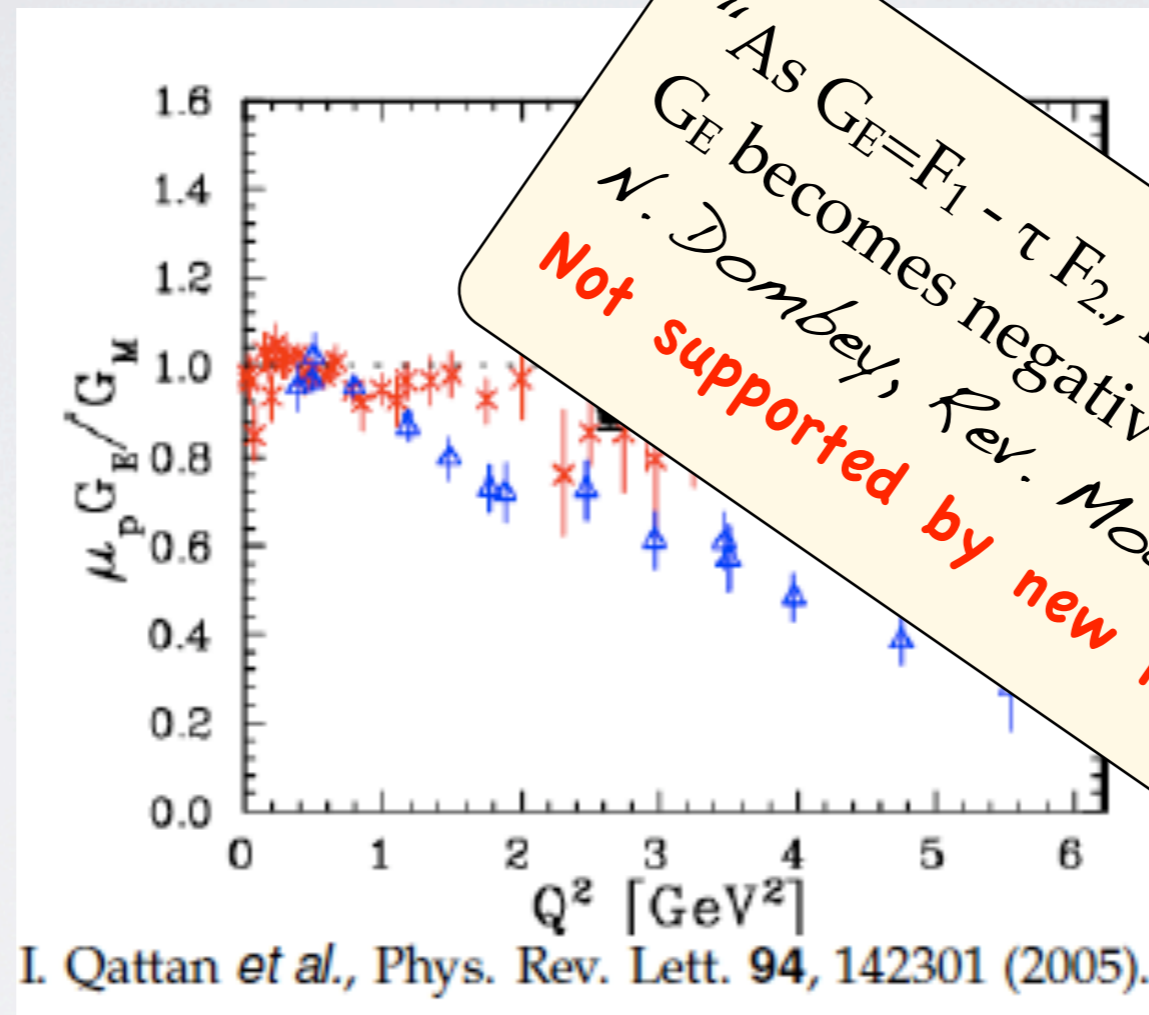 “As GE=F1 - τ F2.,
GE becomes
N. Dombey, Rev.
Not supported by new
1.6
1.4
1.2
1.0
0.8
0.6
0.4
0.2
0.0
μpGE/GM
0 1 2 3 4 5 6
Q² [GeV²]
I. Qattan et al., Phys. Rev. Lett. 94, 142301 (2005).